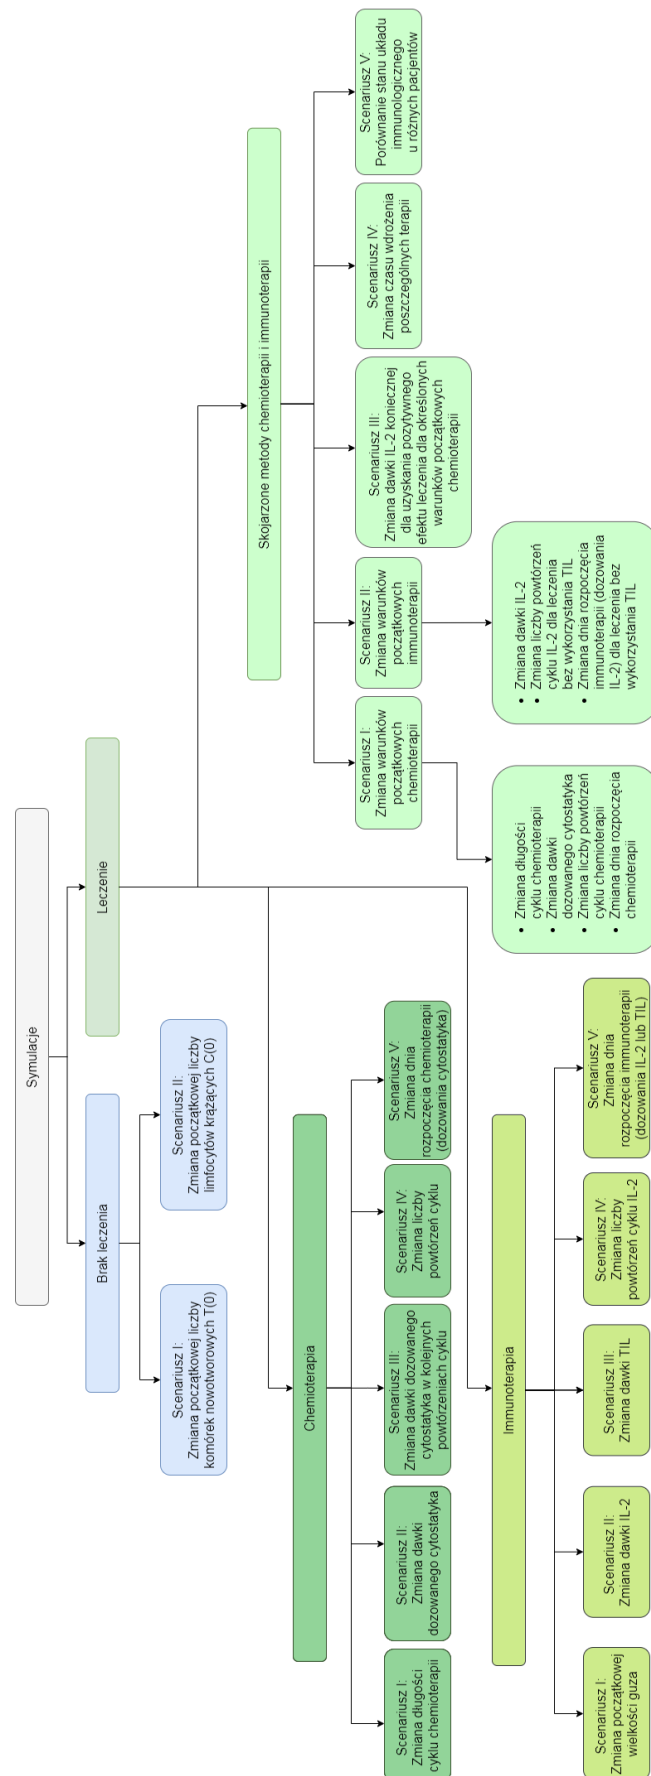 Symulacje
Brak leczenia
Leczenie
Scenariusz I:
Zmiana początkowej liczby
komórek nowotworowych T(0)
Scenariusz II:
Zmiana początkowej liczby
limfocytów krążących C(0)
Chemioterapia
Scenariusz I:
Zmiana długości
cyklu chemioterapii
Scenariusz II:
Zmiana dawki
dozowanego cytostatyka
Scenariusz III:
Zmiana dawki dozowanego
cytostatyka w kolejnych
powtórzeniach cyklu
Scenariusz IV:
Zmiana liczby
powtórzeń cyklu
Scenariusz V:
Zmiana dnia
rozpoczęcia chemioterapii
(dozowania cytostatyka)
Immunoterapia
Scenariusz I:
Zmiana początkowej
wielkości guza
Scenariusz II:
Zmiana dawki IL-2
Scenariusz III:
Zmiana dawki TIL
Scenariusz IV:
Zmiana liczby
powtórzeń cyklu IL-2
Scenariusz V:
Zmiana dnia
rozpoczęcia immunoterapii
(dozowania IL-2 lub TIL)
Skojarzone metody chemioterapii i immunoterapii
Scenariusz I:
Zmiana warunków
początkowych
chemioterapii
Scenariusz II:
Zmiana warunków
początkowych
immunoterapii
Scenariusz III:
Zmiana dawki IL-2 koniecznej
dla uzyskania pozytywnego
efektu leczenia dla określonych
warunków początkowych
chemioterapii
Scenariusz IV:
Zmiana czasu wdrożenia
poszczególnych terapii
Scenariusz V:
Porównanie stanu układu
immunologicznego
u różnych pacjentów
• Zmiana długości
cyklu chemioterapii
• Zmiana dawki
dozowanego cytostatyka
• Zmiana liczby powtórzeń
cyklu chemioterapii
• Zmiana dnia rozpoczęcia
chemioterapii
• Zmiana dawki IL-2
• Zmiana liczby powtórzeń
cyklu IL-2 dla leczenia
bez wykorzystania TIL
• Zmiana dnia rozpoczęcia
immunoterapii (dozowania
IL-2) dla leczenia bez
wykorzystania TIL